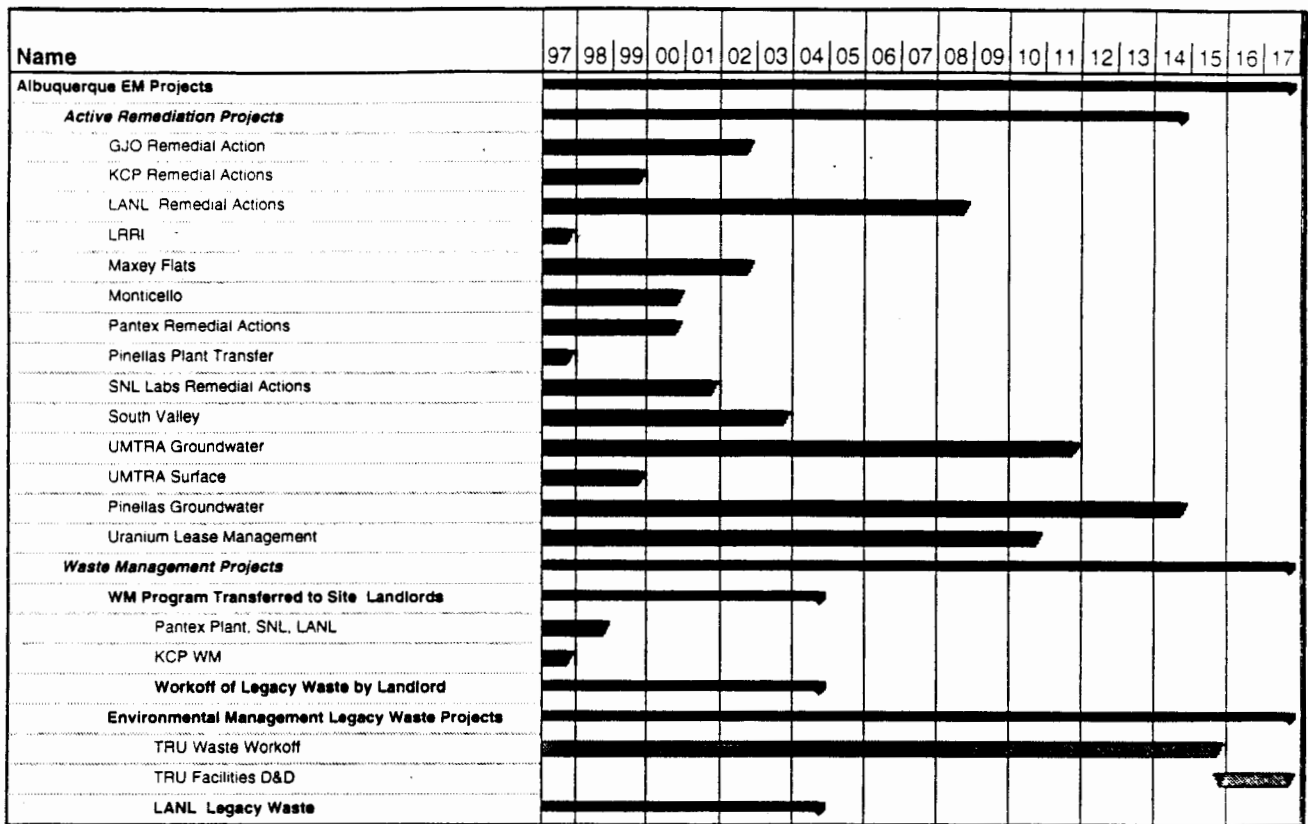 Name 97 98 99 00 01 02 03 04 05 06 07 08 09 10 11 12 13 14 15 16 17
Albuquerque EM Projects
Active Remediation Projects
GJO Remedial Action
KCP Remedial Actions
LANL Remedial Actions
LRRI
Maxey Flats
Monticello
Pantex Remedial Actions
Pinellas Plant Transfer
SNL Labs Remedial Actions
South Valley
UMTRA Groundwater
UMTRA Surface
Pinellas Groundwater
Uranium Lease Management
Waste Management Projects
WM Program Transferred to Site Landlords
Pantex Plant, SNL, LANL
KCP WM
Workoff of Legacy Waste by Landlord
Environmental Management Legacy Waste Projects
TRU Waste Workoff
TRU Facilities D&D
LANL Legacy Waste